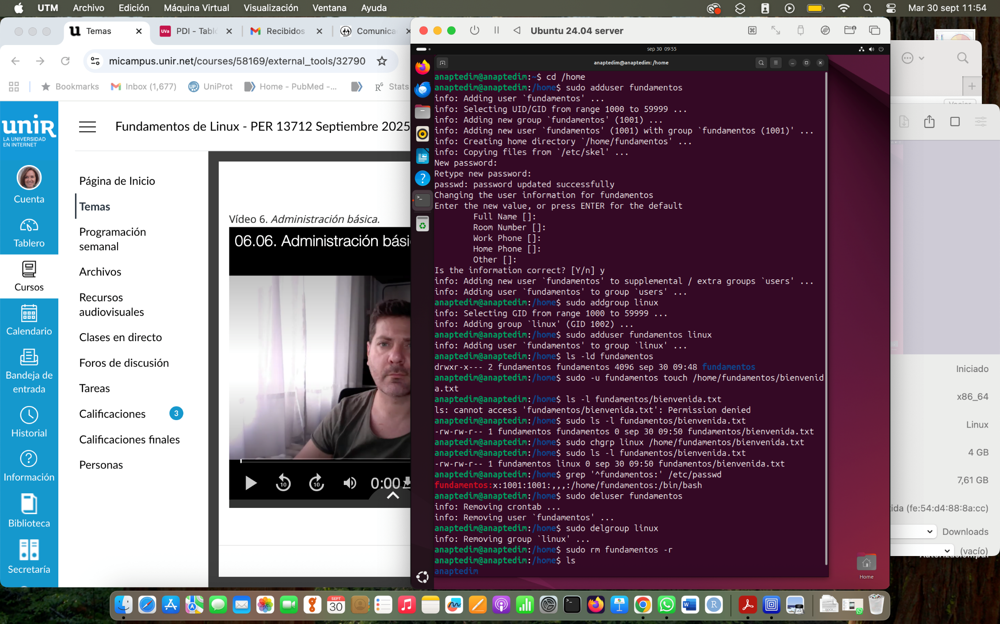 UTM Archivo Edición Máquina Virtual Visualización Ventana Ayuda
Mar 30 sept 11:54
Temas
UVa PDI - Tabl
Recibidos
Comunica
micampus.unir.net/courses/58169/external_tools/32790
Bookmarks
Inbox (1,677)
UniProt
Home - PubMed -...
Stats
unir
LA UNIVERSIDAD
EN INTERNET
Cuenta
Tablero
Cursos
Calendario
Bandeja de
entrada
Historial
Información
Biblioteca
Secretaría
Fundamentos de Linux - PER 13712 Septiembre 2025
Página de Inicio
Temas
Programación
semanal
Archivos
Recursos
audiovisuales
Clases en directo
Foros de discusión
Tareas
Calificaciones 3
Calificaciones finales
Personas
Vídeo 6. Administración básica.
06.06. Administración bási
10
10
0:00
Ubuntu 24.04 server
sep 30 09:55
anaptedim@anaptedim: /home
anaptedim@anaptedim:~$ cd /home
anaptedim@anaptedim:/home$ sudo adduser fundamentos
info: Adding user `fundamentos' ...
info: Selecting UID/GID from range 1000 to 59999 ...
info: Adding new group `fundamentos' (1001) ...
info: Adding new user `fundamentos' (1001) with group `fundamentos (1001)' ...
info: Creating home directory `/home/fundamentos' ...
info: Copying files from `/etc/skel' ...
New password:
Retype new password:
passwd: password updated successfully
Changing the user information for fundamentos
Enter the new value, or press ENTER for the default
Full Name []:
Room Number []:
Work Phone []:
Home Phone []:
Other []:
Is the information correct? [Y/n] y
info: Adding new user `fundamentos' to supplemental / extra groups `users' ...
info: Adding user `fundamentos' to group `users' ...
anaptedim@anaptedim:/home$ sudo addgroup linux
info: Selecting GID from range 1000 to 59999 ...
info: Adding group `linux' (GID 1002) ...
anaptedim@anaptedim:/home$ sudo adduser fundamentos linux
info: Adding user `fundamentos' to group `linux' ...
anaptedim@anaptedim:/home$ ls -ld fundamentos
drwxr-x--- 2 fundamentos fundamentos 4096 sep 30 09:48 fundamentos
anaptedim@anaptedim:/home$ sudo -u fundamentos touch /home/fundamentos/bienvenid
a.txt
anaptedim@anaptedim:/home$ ls -l fundamentos/bienvenida.txt
ls: cannot access 'fundamentos/bienvenida.txt': Permission denied
anaptedim@anaptedim:/home$ sudo ls -l fundamentos/bienvenida.txt
-rw-rw-r-- 1 fundamentos fundamentos 0 sep 30 09:50 fundamentos/bienvenida.txt
anaptedim@anaptedim:/home$ sudo chgrp linux /home/fundamentos/bienvenida.txt
anaptedim@anaptedim:/home$ sudo ls -l fundamentos/bienvenida.txt
-rw-rw-r-- 1 fundamentos linux 0 sep 30 09:50 fundamentos/bienvenida.txt
anaptedim@anaptedim:/home$ grep '^fundamentos:' /etc/passwd
fundamentos:x:1001:1001:,,,:/home/fundamentos:/bin/bash
anaptedim@anaptedim:/home$ sudo deluser fundamentos
info: Removing crontab ...
info: Removing user `fundamentos' ...
anaptedim@anaptedim:/home$ sudo delgroup linux
info: Removing group `linux' ...
anaptedim@anaptedim:/home$ sudo rm fundamentos -r
anaptedim@anaptedim:/home$ ls
anaptedim
Home
Iniciado
x86_64
Linux
4 GB
7,61 GB
ida (fe:54:d4:88:8a:cc)
Downloads
(vacío)
SEPT
30